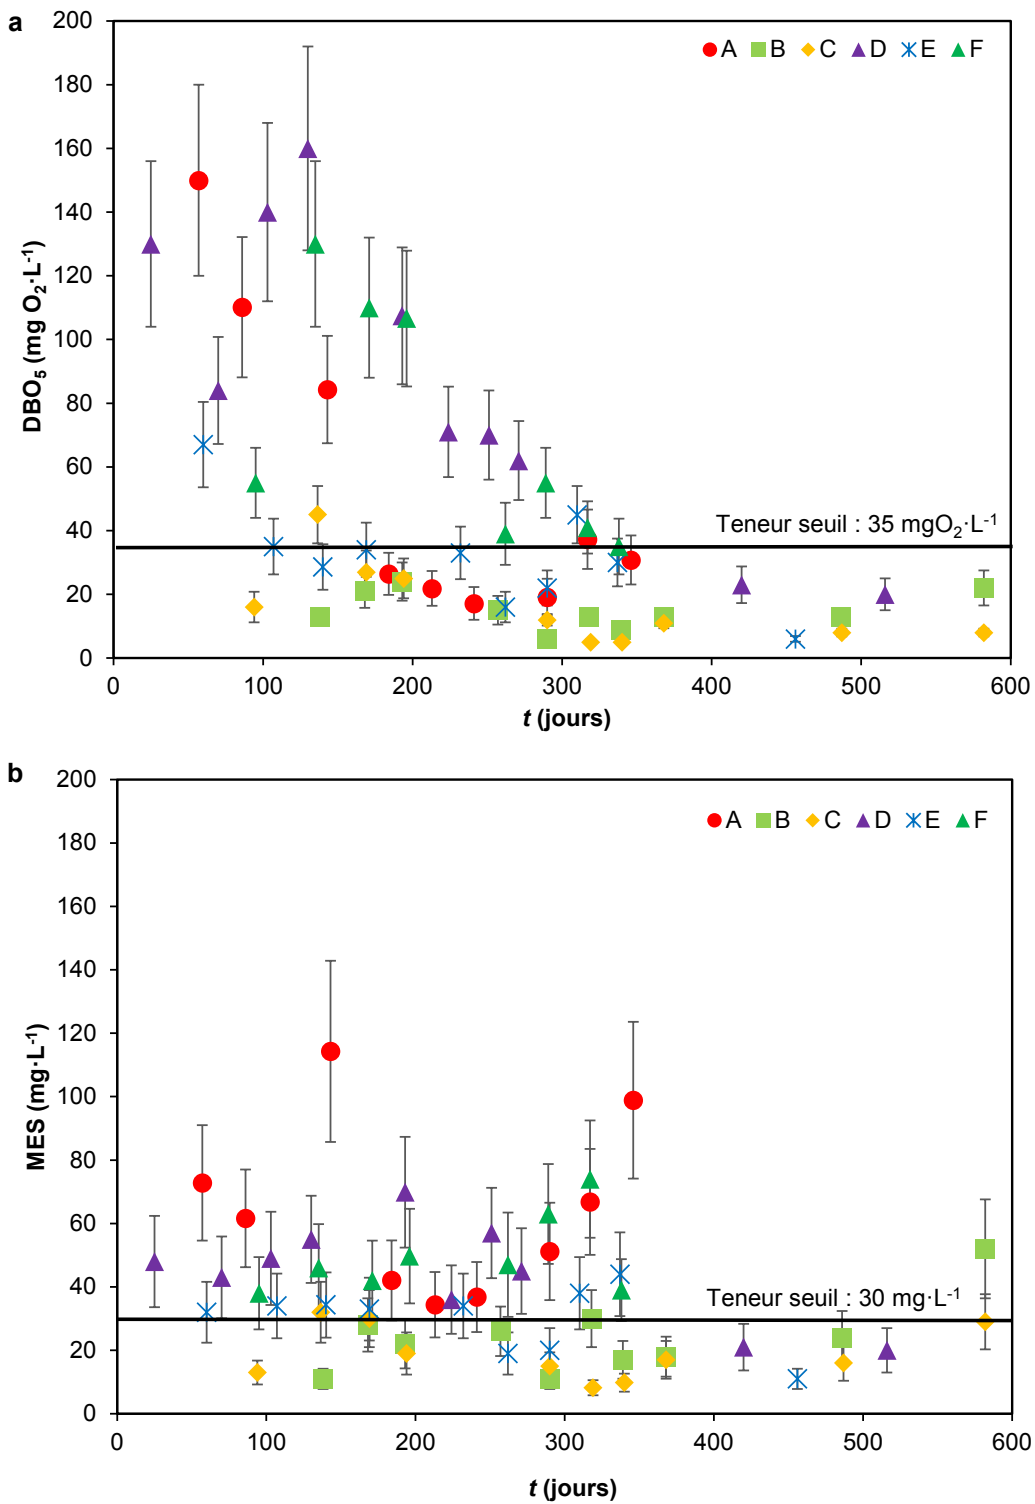 a
200
180
160
140
120
100
80
60
40
20
0
DBO₅ (mg O₂·L⁻¹)
A B C D E F
Teneur seuil : 35 mgO₂·L⁻¹
0 100 200 300 400 500 600
t (jours)
b
200
180
160
140
120
100
80
60
40
20
0
MES (mg·L⁻¹)
A B C D E F
Teneur seuil : 30 mg·L⁻¹
0 100 200 300 400 500 600
t (jours)